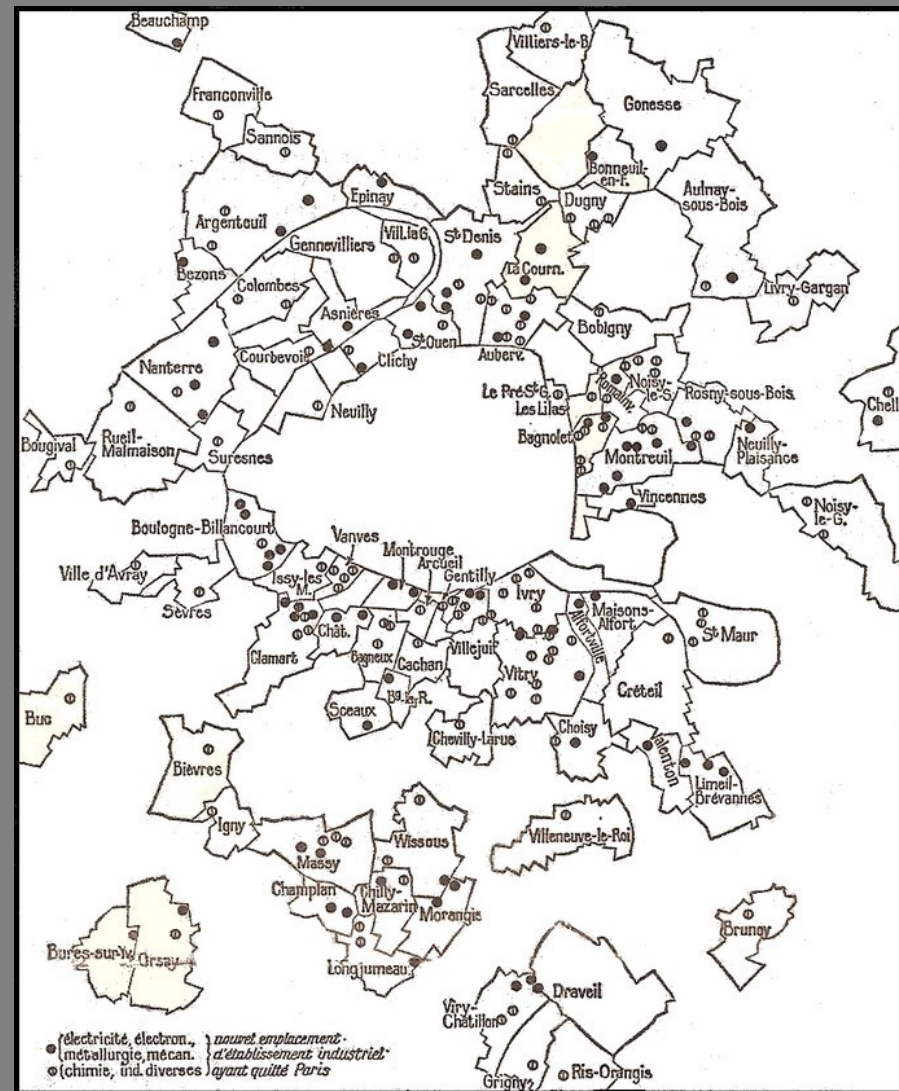 Beauchamp
Villiers-le-B
Franconville
Sarcelles
Gonesse
Sannois
Bonneuil
en-F.
Stains
Epinay
Dugny
Aulnay-
sous-Bois
Argenteuil
Vill.la G.
St Denis
Gennevilliers
La Courn.
Bezons
Colombes
Livry-Gargan
Asnières
St Ouen
Auberv.
Bobigny
Courbevoie
Clichy
Nanterre
Le Pré St G.
Romainv.
Noisy-
le-S.
Rosny-sous-Bois
Neuilly
Les Lilas
Chell
Bougival
Rueil-
Malmaison
Suresnes
Bagnolet
Montreuil
Neuilly-
Plaisance
Vincennes
Noisy-
le-G.
Boulogne-Billancourt
Vanves
Montrouge
Arcueil
Gentilly
Ville d'Avray
Issy-les
M.
Ivry
Sèvres
Maisons-
Alfort
Alfortville
St Maur
Chât.
Clamart
Bagneux
Cachan
Villejuif
Vitry
Créteil
Bg-la-R.
Sceaux
Buc
Chevilly-Larue
Choisy
Valenton
Limeil-
Brévannes
Bièvres
Igny
Wissous
Villeneuve-le-Roi
Massy
Champlan
Chilly-
Mazarin
Morangis
Brunoy
Bures-sur-Yv.
Orsay
Longjumeau
Draveil
Viry-
Châtillon
Grigny
Ris-Orangis
électricité, électron., nouvel emplacement
métallurgie, mécan. d'établissement industriel
chimie, ind. diverses ayant quitté Paris